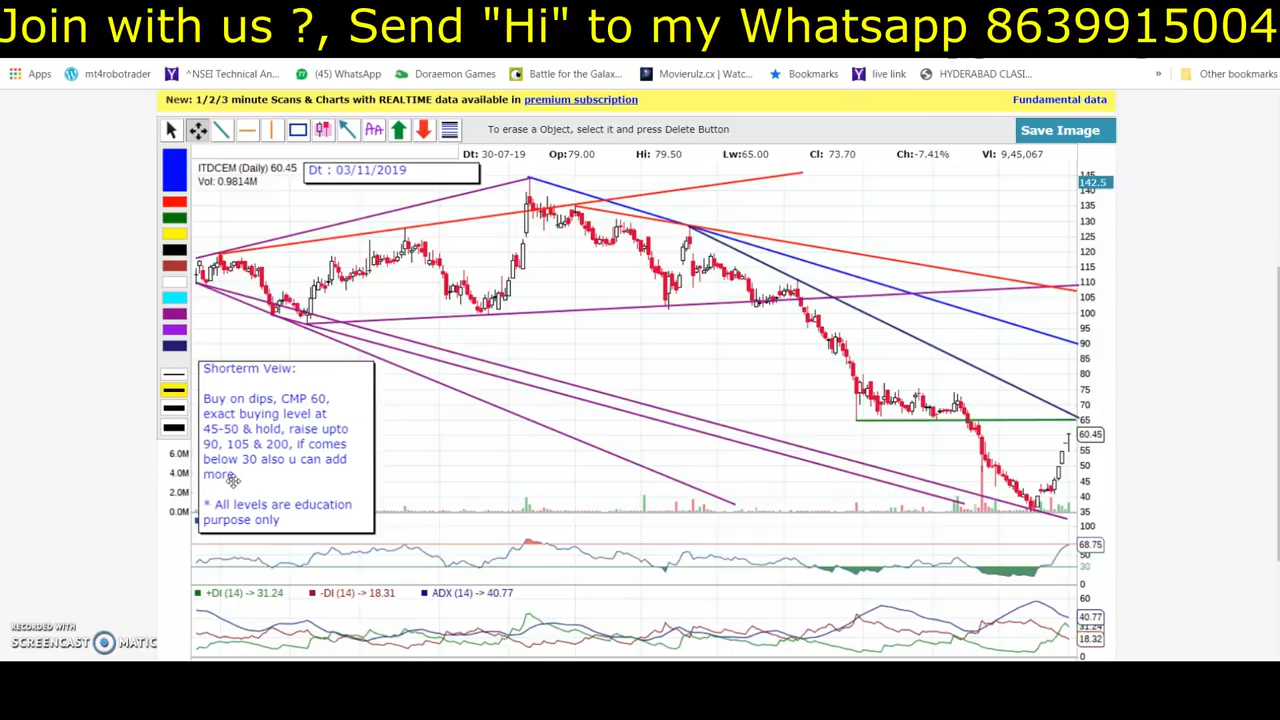 Join with us ?, Send "Hi" to my Whatsapp 8639915004
Apps mt4robotrader ^NSEI Technical An... (45) WhatsApp Doraemon Games Battle for the Galax... Movierulz.cx | Watc... Bookmarks live link HYDERABAD CLASI... » Other bookmarks
New: 1/2/3 minute Scans & Charts with REALTIME data available in premium subscription Fundamental data
To erase a Object, select it and press Delete Button Save Image
Dt: 30-07-19 Op:79.00 Hi: 79.50 Lw:65.00 Cl: 73.70 Ch:-7.41% Vl: 9,45,067
ITDCEM (Daily) 60.45
Vol: 0.9814M
Dt : 03/11/2019
145
142.5
140
135
130
125
120
115
110
105
100
95
90
85
80
75
70
65
60.45
55
50
45
40
35
Shorterm Veiw:
Buy on dips, CMP 60,
exact buying level at
45-50 & hold, raise upto
90, 105 & 200, if comes
below 30 also u can add
more.
* All levels are education
purpose only
6.0M
4.0M
2.0M
0.0M
100
68.75
50
30
0
+DI (14) -> 31.24 -DI (14) -> 18.31 ADX (14) -> 40.77
60
40.77
31.24
18.32
0
RECORDED WITH
SCREENCAST MATIC